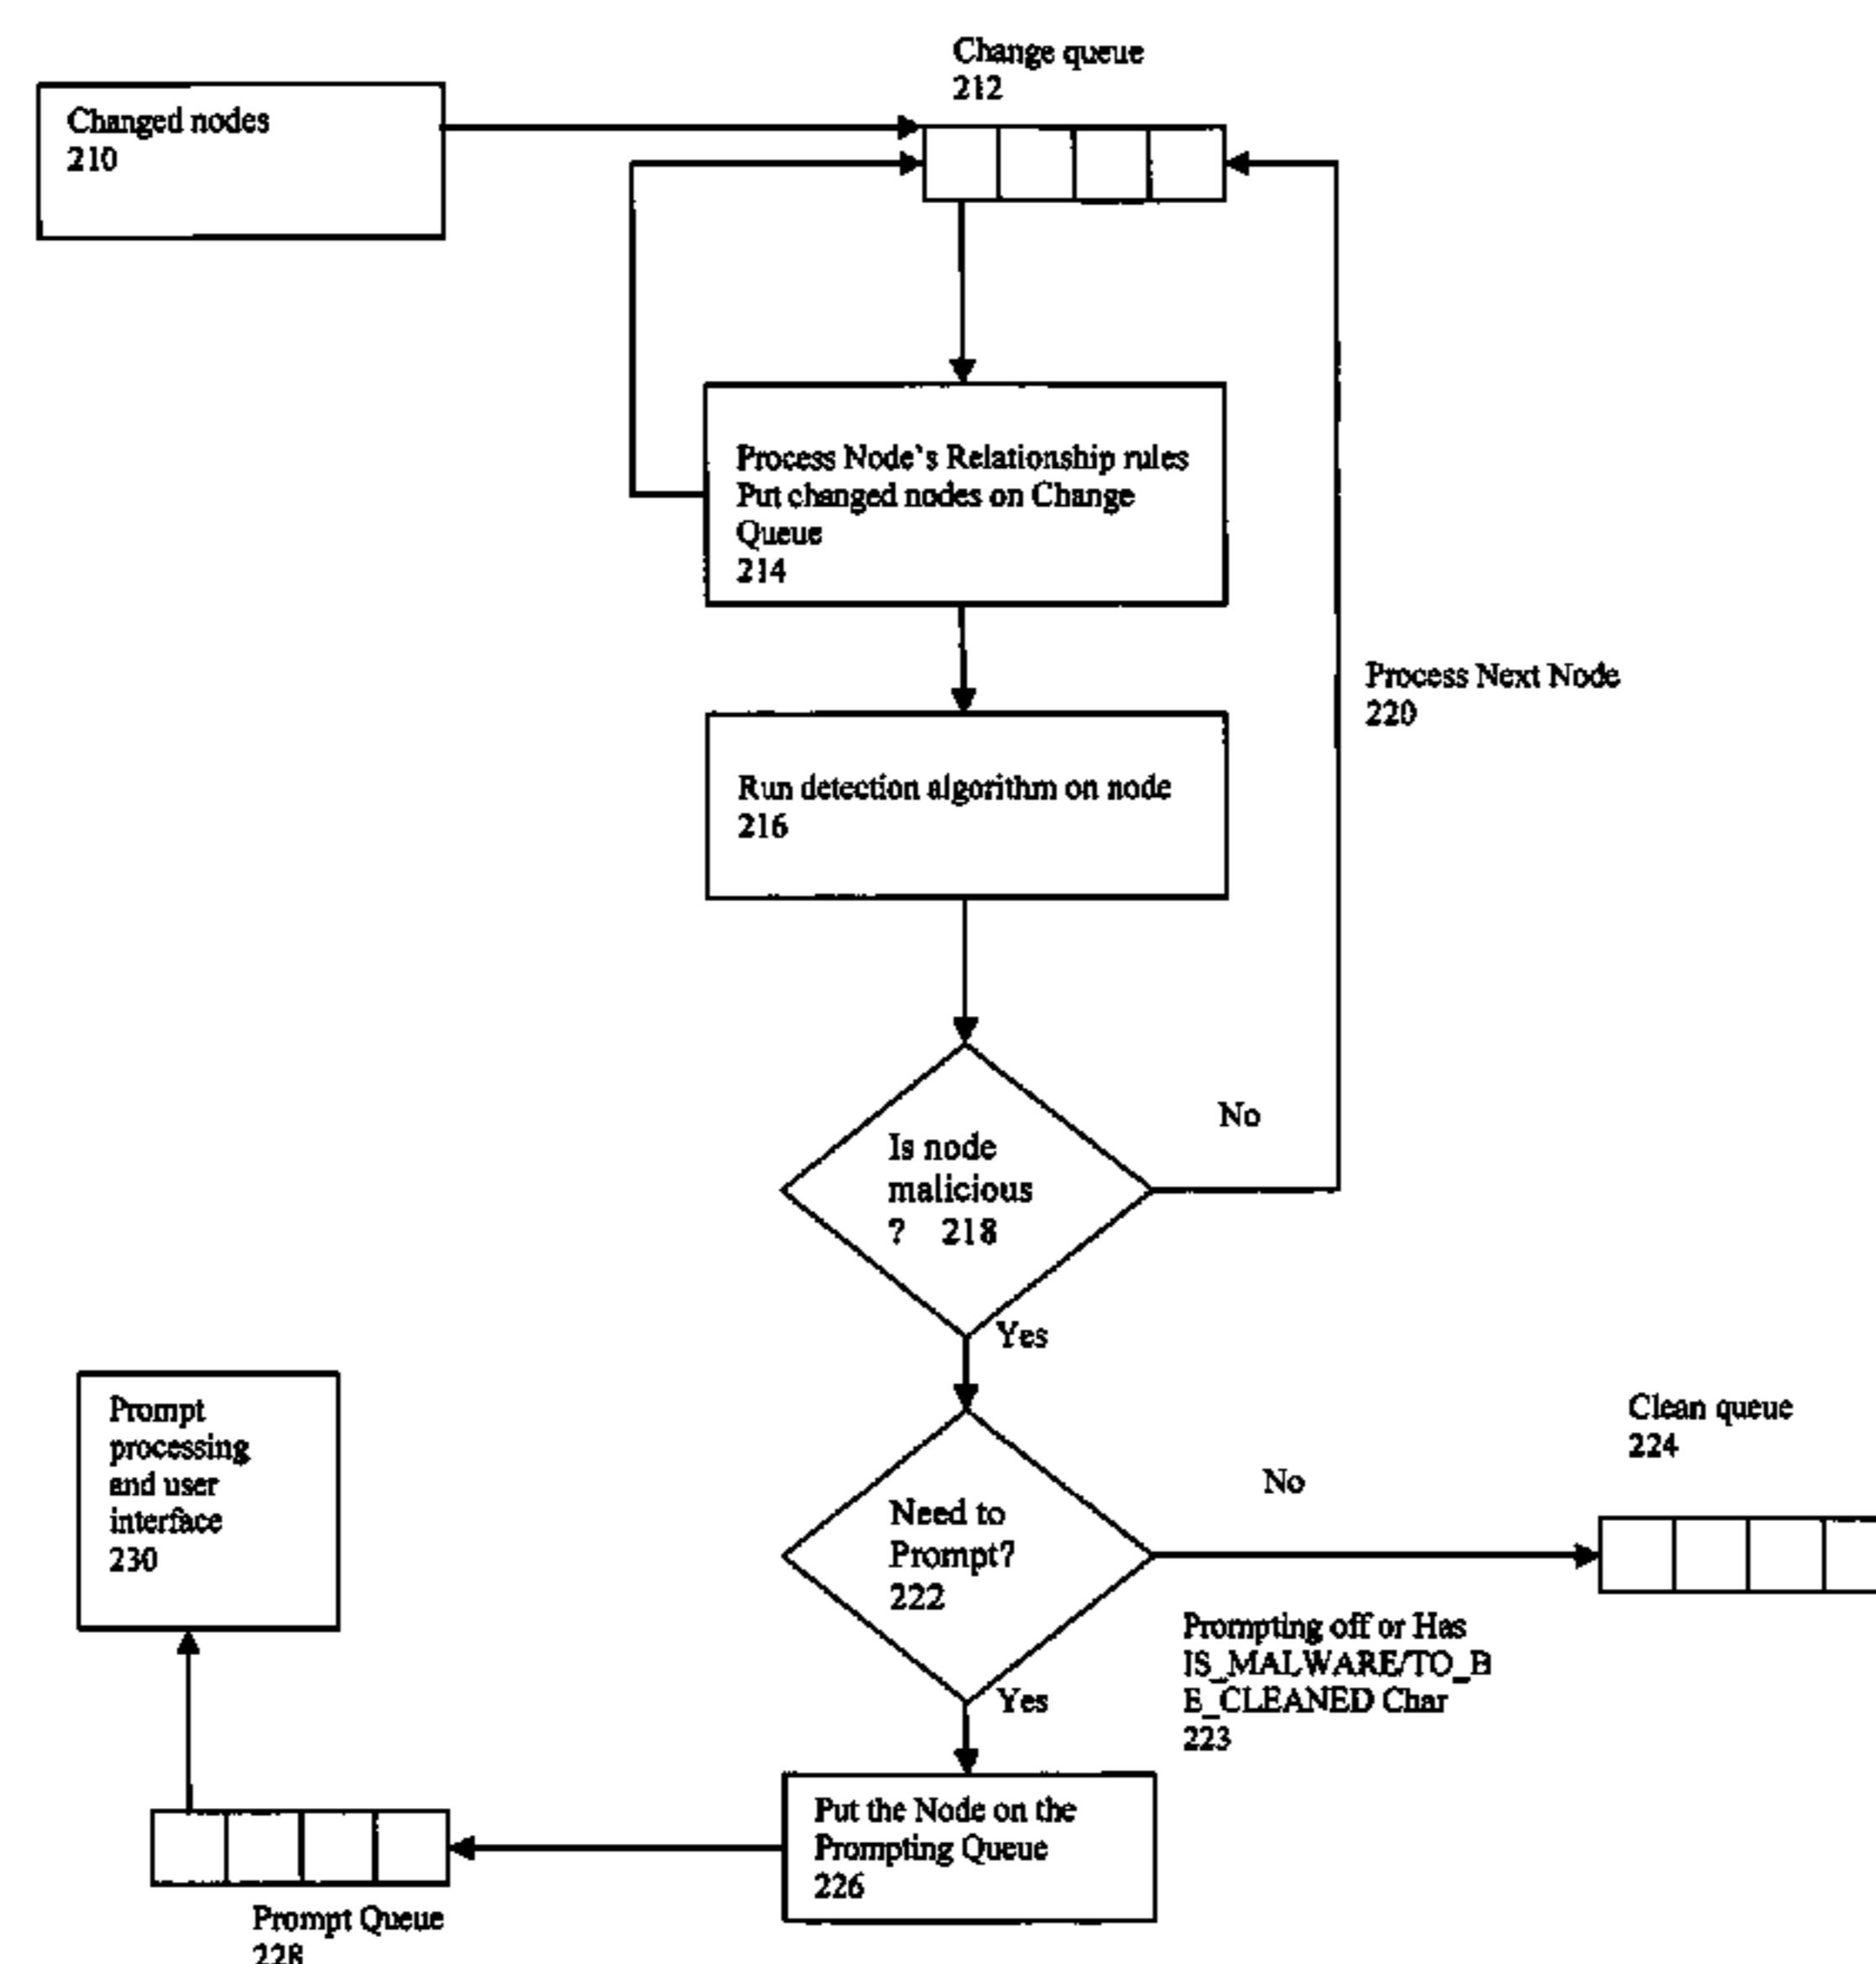 Change queue
212
Changed nodes
210
Process Node's Relationship rules
Put changed nodes on Change
Queue
214
Process Next Node
220
Run detection algorithm on node
216
No
Is node
malicious
? 218
Yes
Prompt
processing
and user
interface
230
Clean queue
224
No
Need to
Prompt?
222
Prompting off or Has
IS_MALWARE/TO_B
E_CLEANED Char
223
Yes
Put the Node on the
Prompting Queue
226
Prompt Queue
228